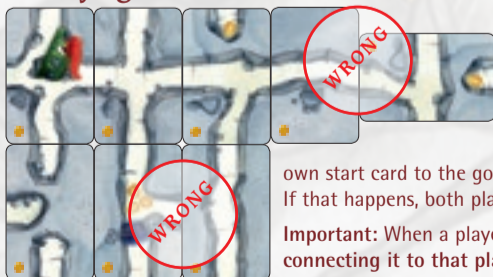 WRONG
WRONG
own start card to the go
If that happens, both pla
Important: When a playe
connecting it to that pla